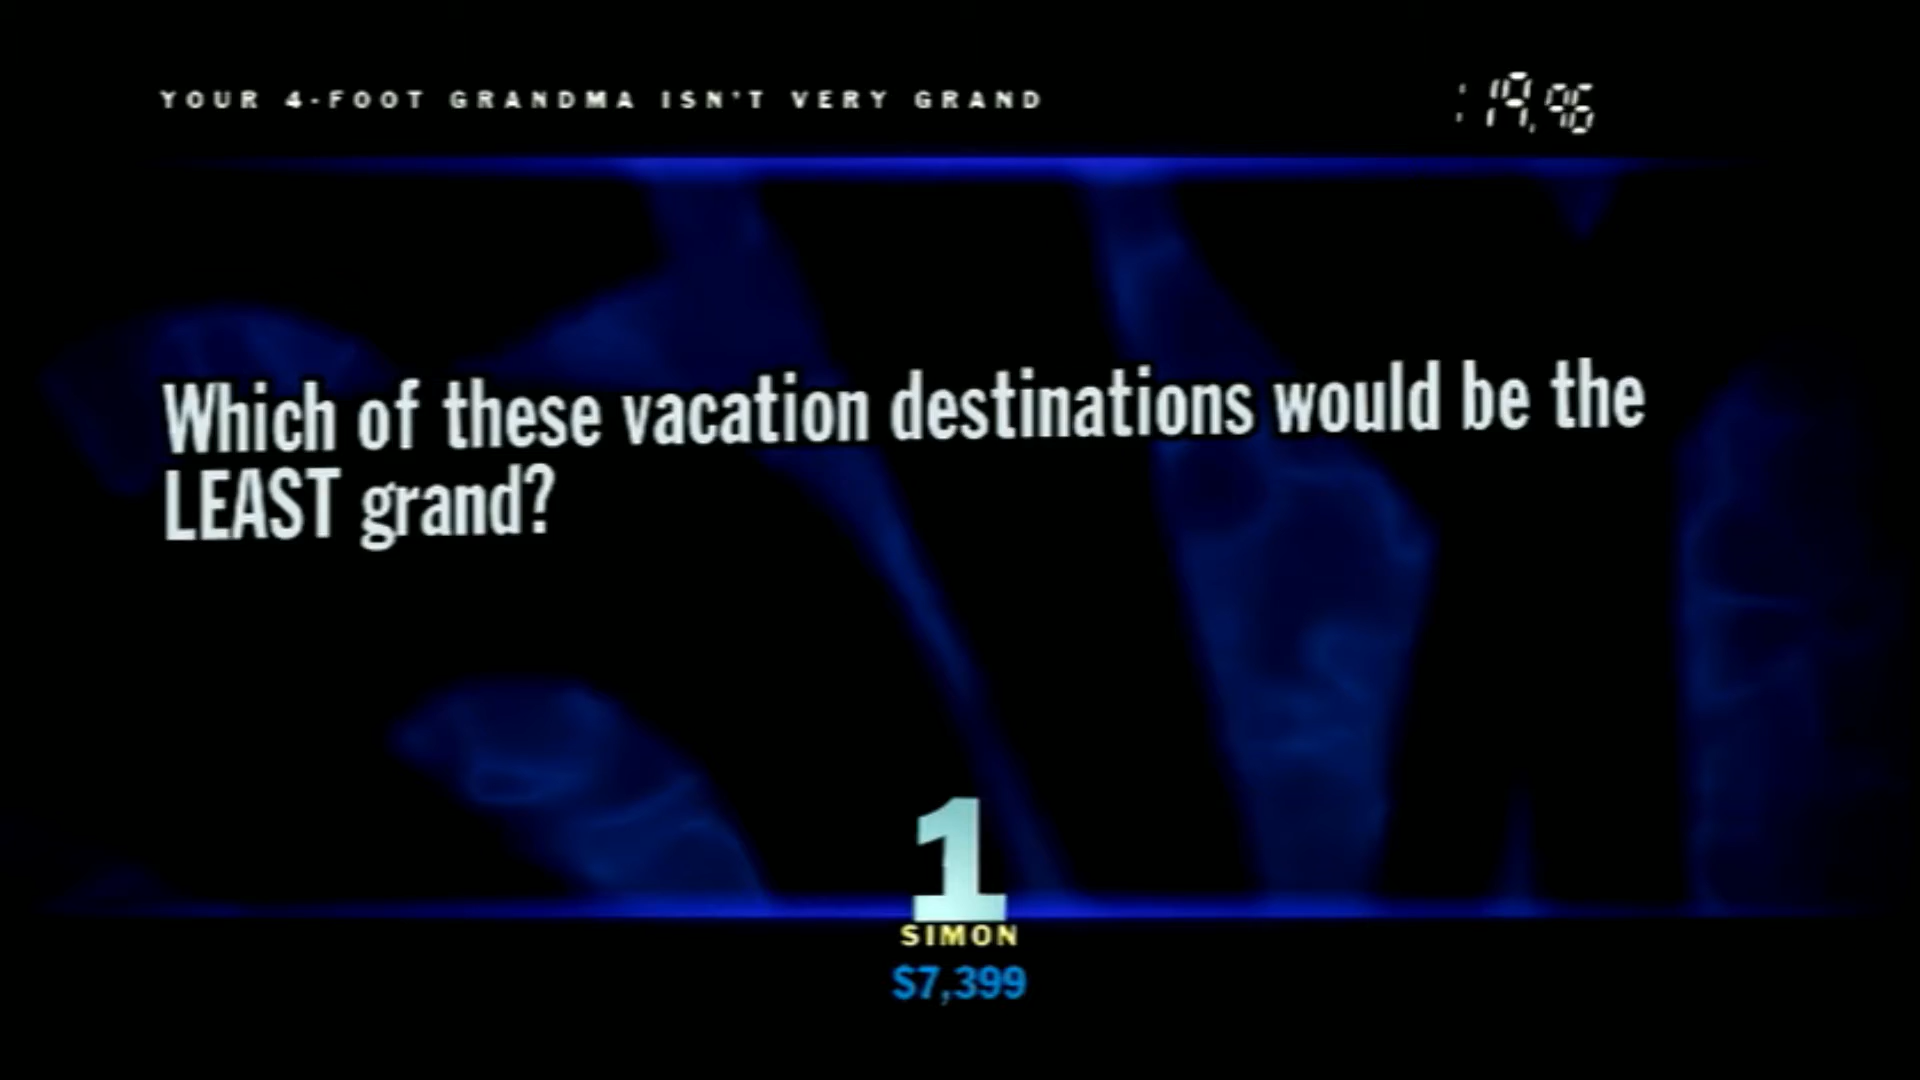 YOUR 4-FOOT GRANDMA ISN'T VERY GRAND
:19.96
Which of these vacation destinations would be the
LEAST grand?
1
SIMON
$7,399